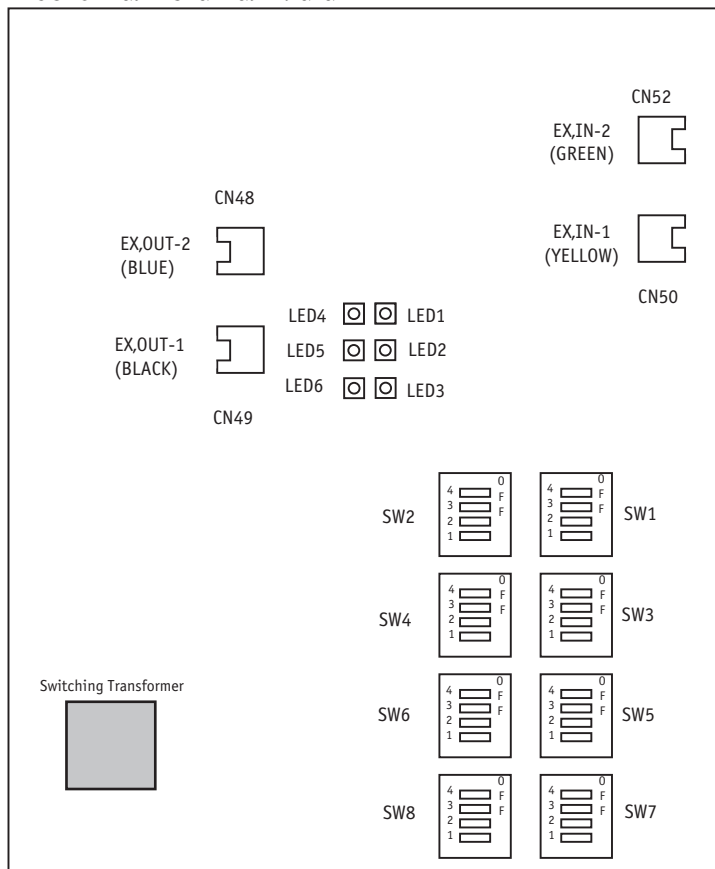 CN52
EX,IN-2
(GREEN)
CN48
EX,OUT-2
(BLUE)
EX,IN-1
(YELLOW)
CN50
LED4
LED1
EX,OUT-1
(BLACK)
LED5
LED2
LED6
LED3
CN49
SW2
4
3
2
1
O
F
F
4
3
2
1
O
F
F
SW1
SW4
4
3
2
1
O
F
F
4
3
2
1
O
F
F
SW3
Switching Transformer
SW6
4
3
2
1
O
F
F
4
3
2
1
O
F
F
SW5
SW8
4
3
2
1
O
F
F
4
3
2
1
O
F
F
SW7